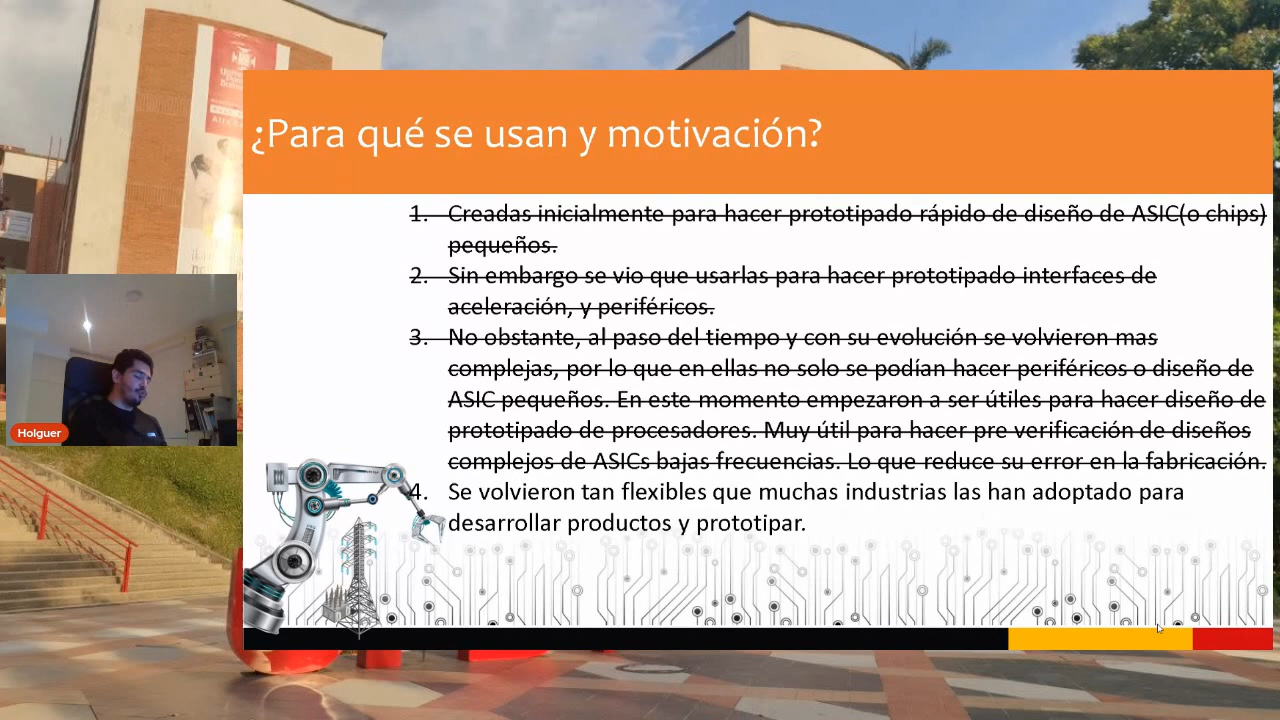 ¿Para qué se usan y motivación?
1. Creadas inicialmente para hacer prototipado rápido de diseño de ASIC(o chips)
pequeños.
2. Sin embargo se vio que usarlas para hacer prototipado interfaces de
aceleración, y periféricos.
3. No obstante, al paso del tiempo y con su evolución se volvieron mas
complejas, por lo que en ellas no solo se podían hacer periféricos o diseño de
ASIC pequeños. En este momento empezaron a ser útiles para hacer diseño de
prototipado de procesadores. Muy útil para hacer pre verificación de diseños
complejos de ASICs bajas frecuencias. Lo que reduce su error en la fabricación.
4. Se volvieron tan flexibles que muchas industrias las han adoptado para
desarrollar productos y prototipar.
Holguer